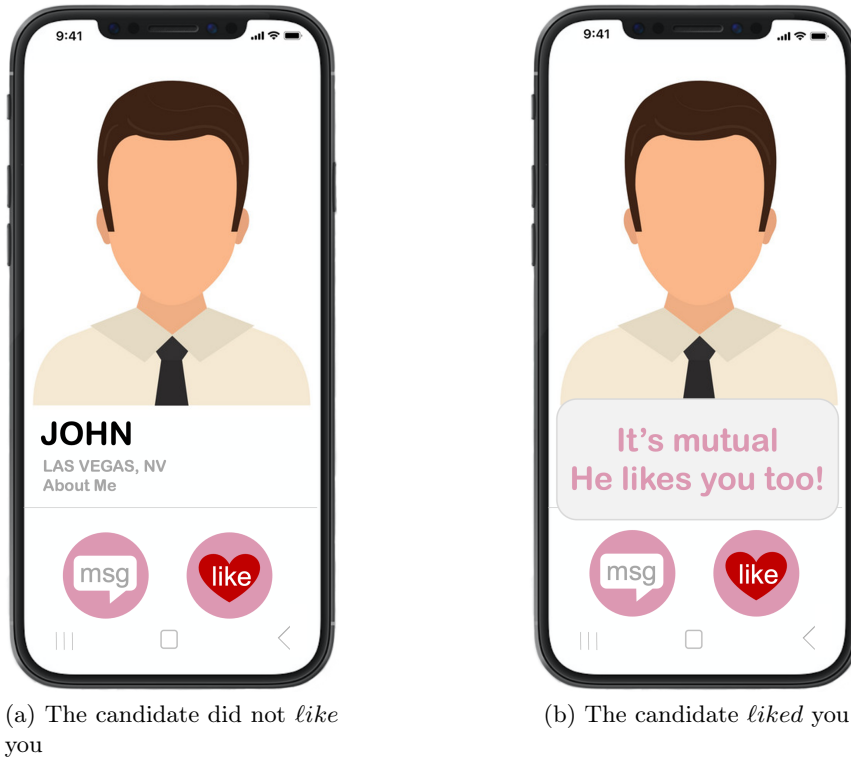 9:41
JOHN
LAS VEGAS, NV
About Me
msg
like
(a) The candidate did not like
you
9:41
It's mutual
He likes you too!
msg
like
(b) The candidate liked you